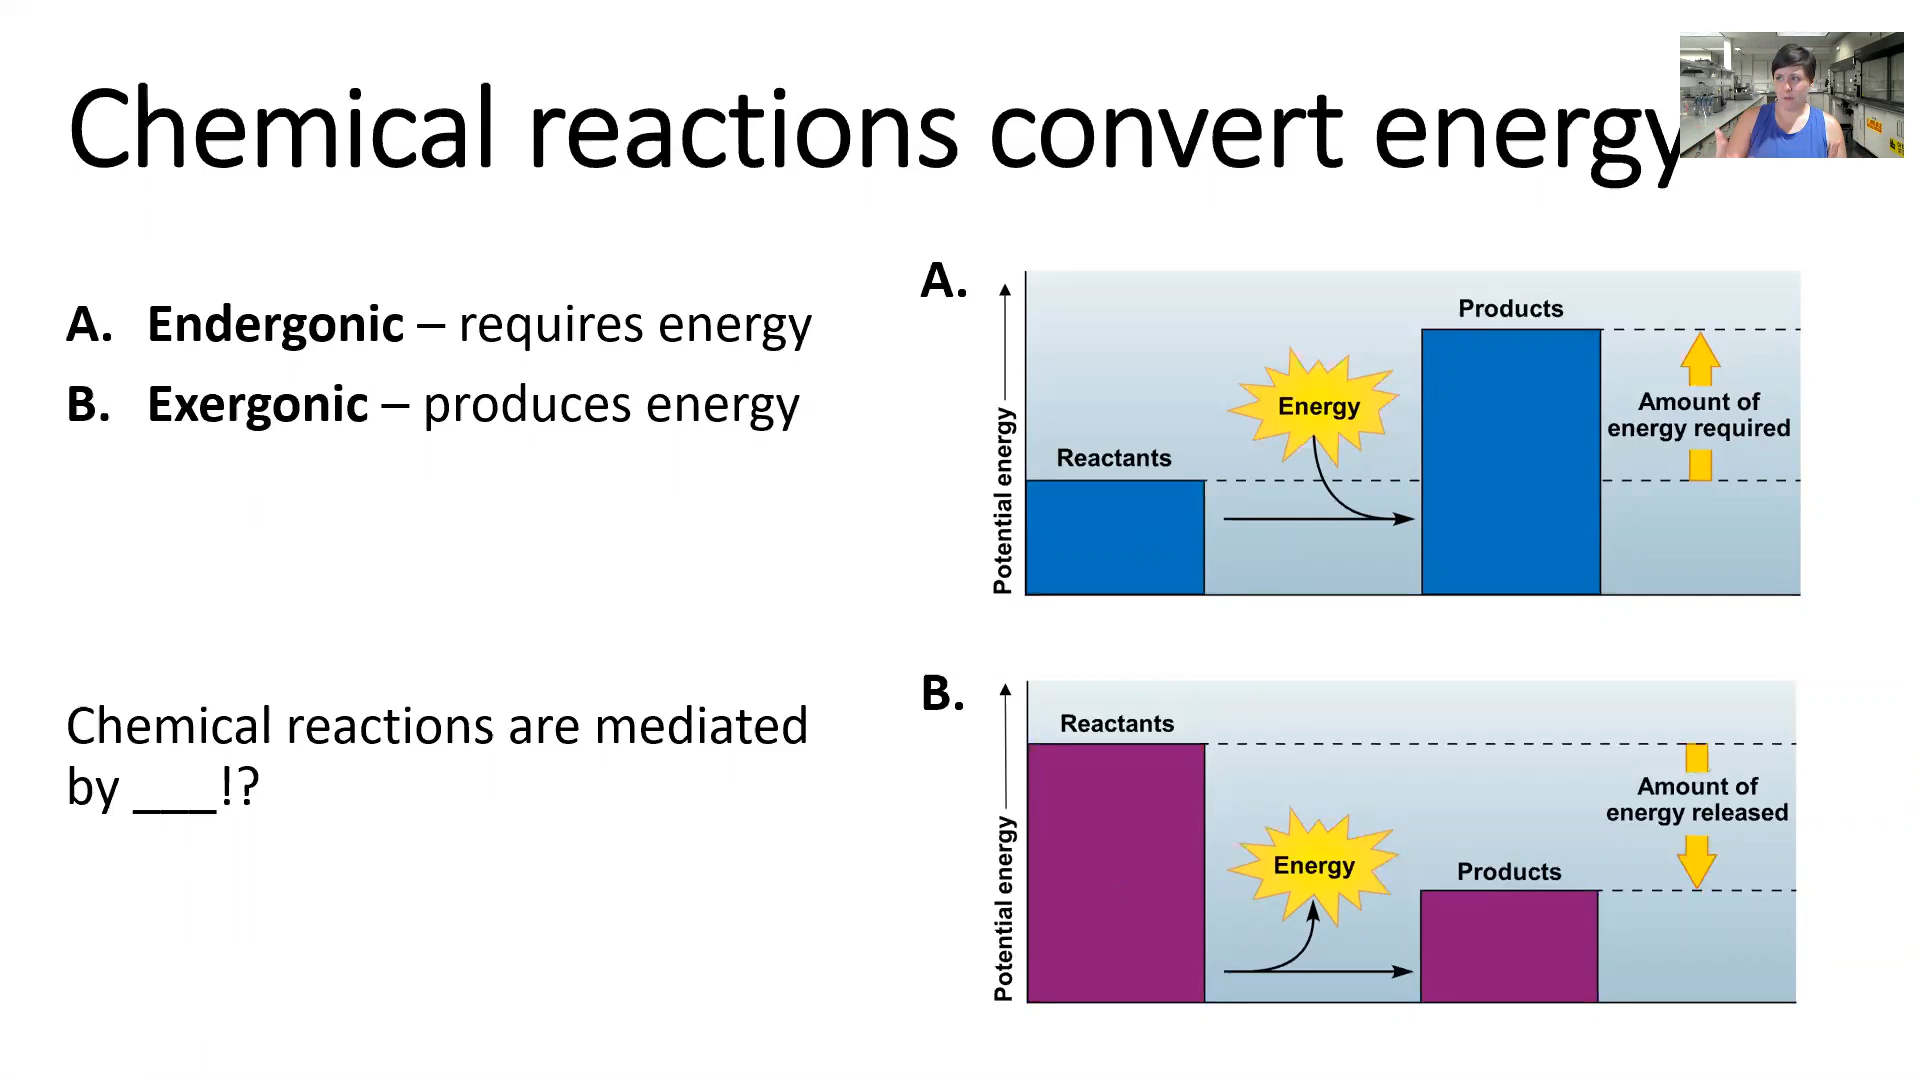 Chemical reactions convert energy
A. Endergonic – requires energy
B. Exergonic – produces energy
Chemical reactions are mediated
by ___!?
A.
Potential energy
Reactants
Energy
Products
Amount of
energy required
B.
Potential energy
Reactants
Energy
Products
Amount of
energy released